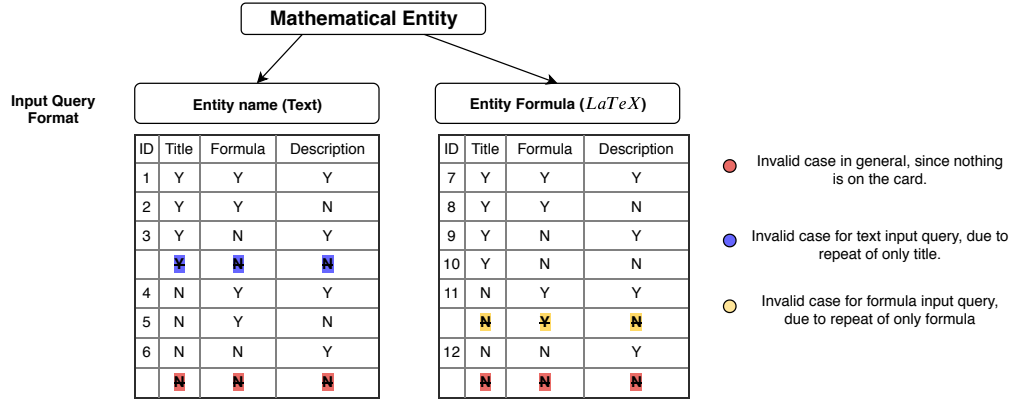 Mathematical Entity
Input Query
Format
Entity name (Text)
Entity Formula (LaTeX)
ID Title Formula Description
1 Y Y Y
2 Y Y N
3 Y N Y
Y N N
4 N Y Y
5 N Y N
6 N N Y
N N N
ID Title Formula Description
7 Y Y Y
8 Y Y N
9 Y N Y
10 Y N N
11 N Y Y
N Y N
12 N N Y
N N N
Invalid case in general, since nothing
is on the card.
Invalid case for text input query, due to
repeat of only title.
Invalid case for formula input query,
due to repeat of only formula